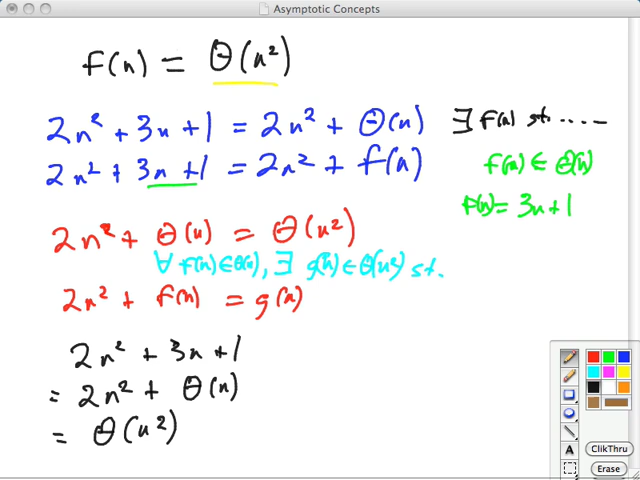 Asymptotic Concepts
f(n) = Θ(n²)
2n² + 3n + 1 = 2n² + Θ(n)
∃ f(n) st. .....
2n² + 3n + 1 = 2n² + f(n)
f(n) ∈ Θ(n)
f(n) = 3n + 1
2n² + Θ(n) = Θ(n²)
∀ f(n) ∈ Θ(n), ∃ g(n) ∈ Θ(n²) st.
2n² + f(n) = g(n)
2n² + 3n + 1
= 2n² + Θ(n)
= Θ(n²)
A
ClikThru
Erase